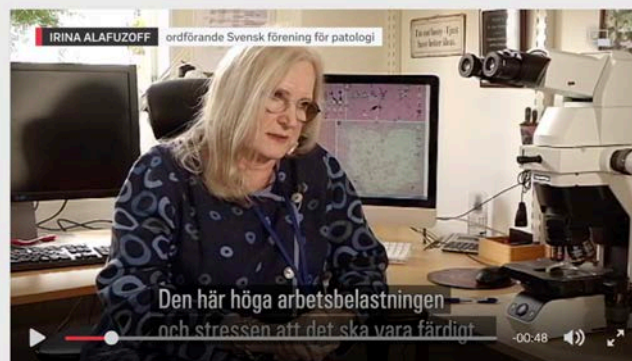 IRINA ALAFUZOFF ordförande Svensk förening för patologi
Den här höga arbetsbelastningen
och stressen att det ska vara färdigt
-00:48